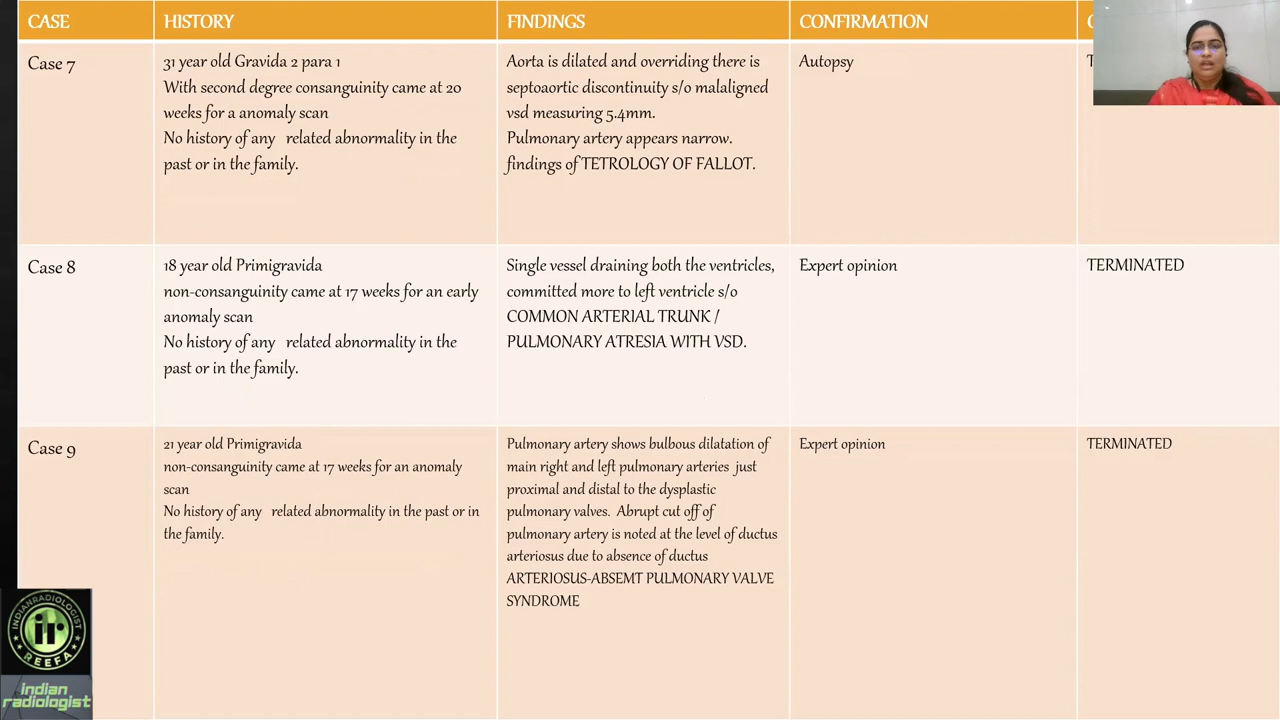 CASE
HISTORY
FINDINGS
CONFIRMATION
Case 7
31 year old Gravida 2 para 1
With second degree consanguinity came at 20
weeks for a anomaly scan
No history of any related abnormality in the
past or in the family.
Aorta is dilated and overriding there is
septoaortic discontinuity s/o malaligned
vsd measuring 5.4mm.
Pulmonary artery appears narrow.
findings of TETROLOGY OF FALLOT.
Autopsy
Case 8
18 year old Primigravida
non-consanguinity came at 17 weeks for an early
anomaly scan
No history of any related abnormality in the
past or in the family.
Single vessel draining both the ventricles,
committed more to left ventricle s/o
COMMON ARTERIAL TRUNK /
PULMONARY ATRESIA WITH VSD.
Expert opinion
TERMINATED
Case 9
21 year old Primigravida
non-consanguinity came at 17 weeks for an anomaly
scan
No history of any related abnormality in the past or in
the family.
Pulmonary artery shows bulbous dilatation of
main right and left pulmonary arteries just
proximal and distal to the dysplastic
pulmonary valves. Abrupt cut off of
pulmonary artery is noted at the level of ductus
arteriosus due to absence of ductus
ARTERIOSUS-ABSEMT PULMONARY VALVE
SYNDROME
Expert opinion
TERMINATED
INDIANRADIOLOGIST
ir
REEFA
indian
radiologist